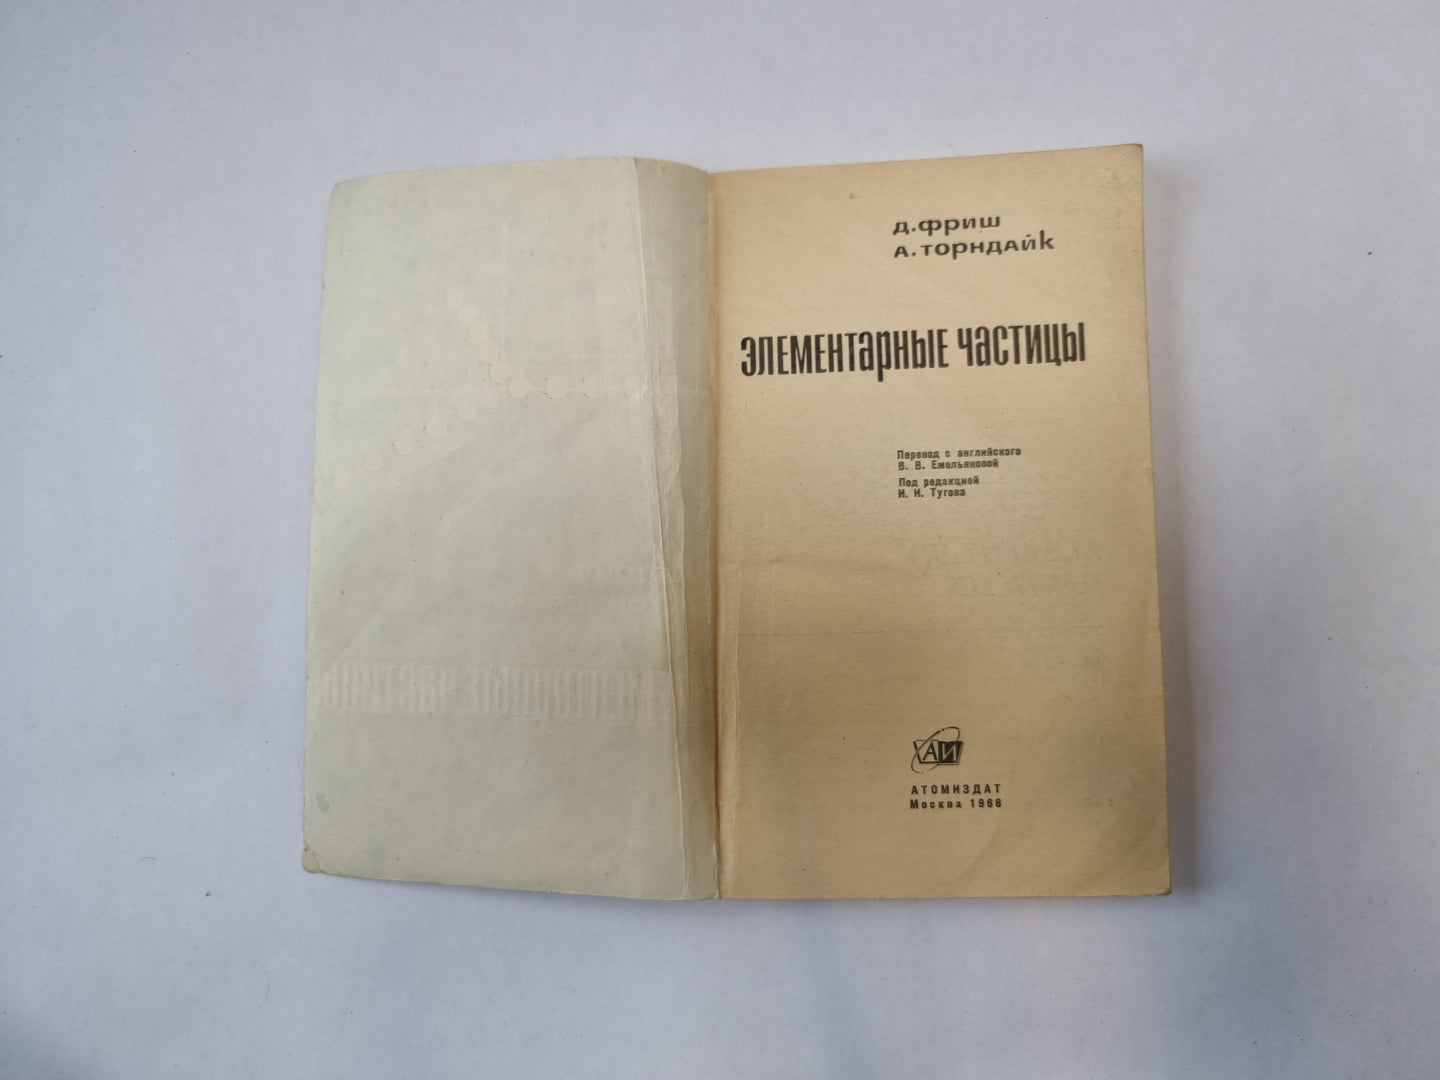 Д. ФРИШ
А. ТОРНДАЙК
ЭЛЕМЕНТАРНЫЕ ЧАСТИЦЫ
Перевод с английского
В. В. Емельяновой
Под редакцией
И. И. Тугова
АИ
АТОМИЗДАТ
Москва 1966